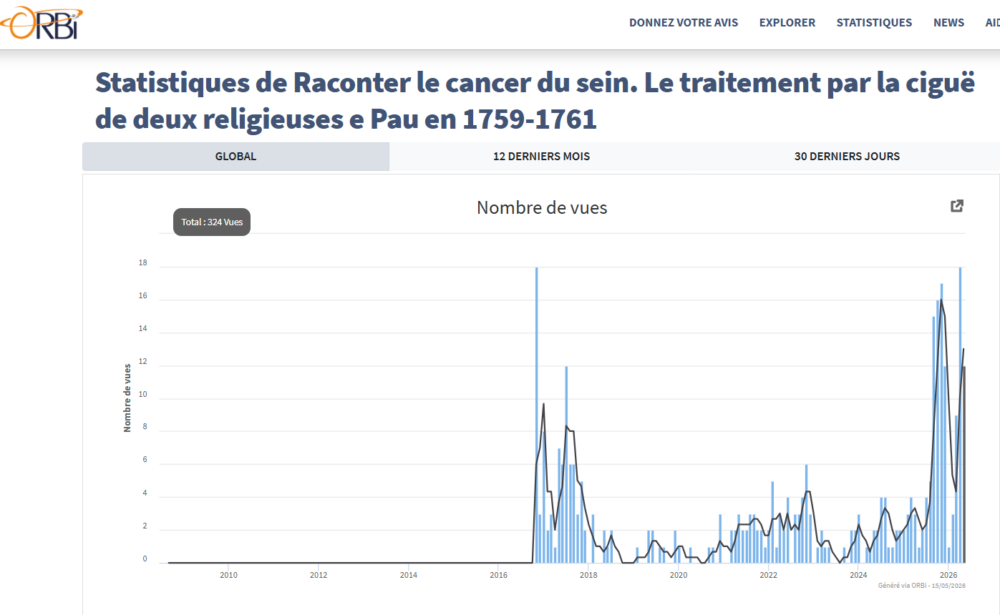 ORBi
DONNEZ VOTRE AVIS EXPLORER STATISTIQUES NEWS AID
Statistiques de Raconter le cancer du sein. Le traitement par la ciguë
de deux religieuses e Pau en 1759-1761
GLOBAL 12 DERNIERS MOIS 30 DERNIERS JOURS
Nombre de vues
Total : 324 Vues
18
16
14
12
10
8
6
4
2
0
Nombre de vues
2010 2012 2014 2016 2018 2020 2022 2024 2026
Généré via ORBi - 15/05/2026